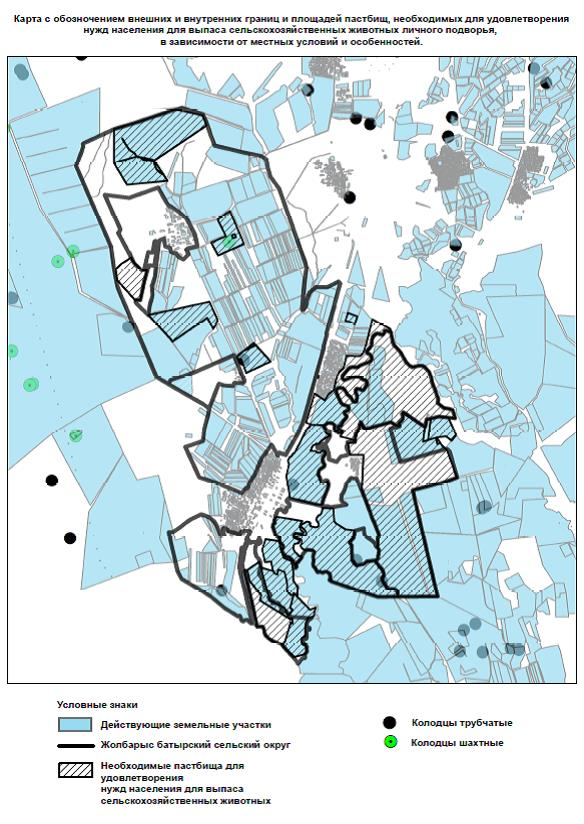 Карта с обозначением внешних и внутренних границ и площадей пастбищ, необходимых для удовлетворения
нужд населения для выпаса сельскохозяйственных животных личного подворья,
в зависимости от местных условий и особенностей.
Условные знаки
Действующие земельные участки
Жолбарыс батырский сельский округ
Необходимые пастбища для
удовлетворения
нужд населения для выпаса
сельскохозяйственных животных
Колодцы трубчатые
Колодцы шахтные